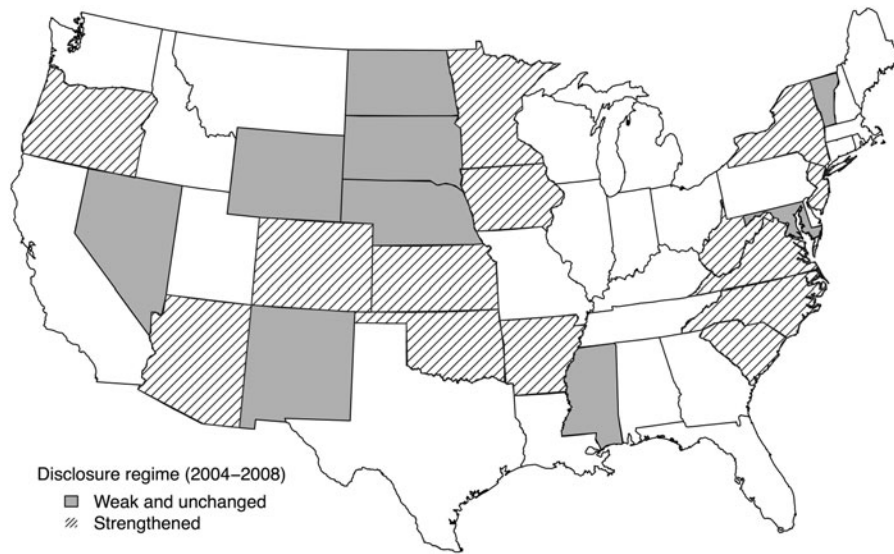 Disclosure regime (2004−2008)
Weak and unchanged
Strengthened